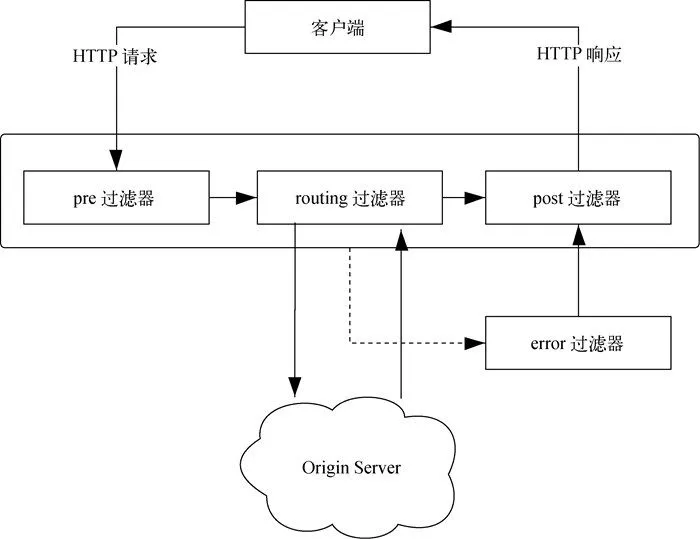 客户端
HTTP 请求
HTTP 响应
pre 过滤器
routing 过滤器
post 过滤器
error 过滤器
Origin Server